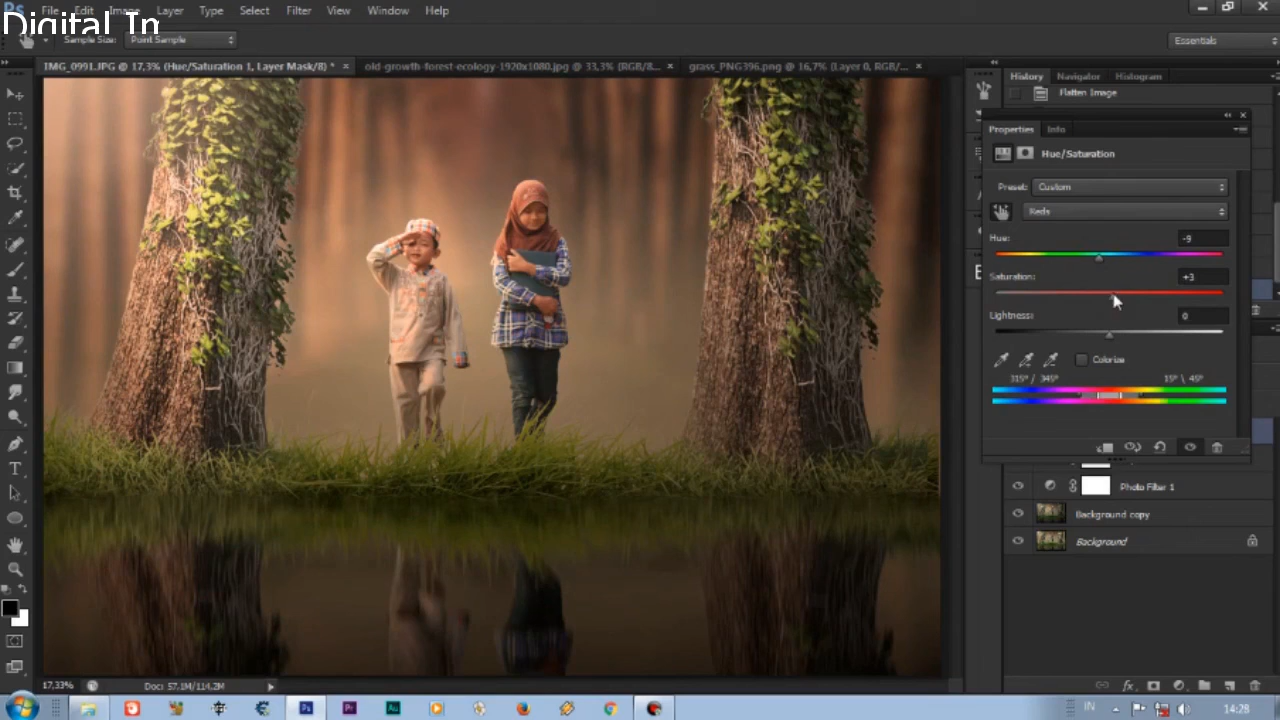 Ps File Edit Image Layer Type Select Filter View Window Help
Digital In
Sample Size: Point Sample
Essentials
IMG_0991.JPG @ 17,3% (Hue/Saturation 1, Layer Mask/8) * ×
old-growth-forest-ecology-1920x1080.jpg @ 33,3% (RGB/8... ×
grass_PNG396.png @ 16,7% (Layer 0, RGB/... ×
History Navigator Histogram
Flatten Image
Properties Info
Hue/Saturation
Preset: Custom
Reds
Hue: -9
Saturation: +3
Lightness: 0
Colorize
315° / 345° 15° \ 45°
Photo Filter 1
Background copy
Background
17,33% Doc: 57,1M/114,2M
IN 14:28